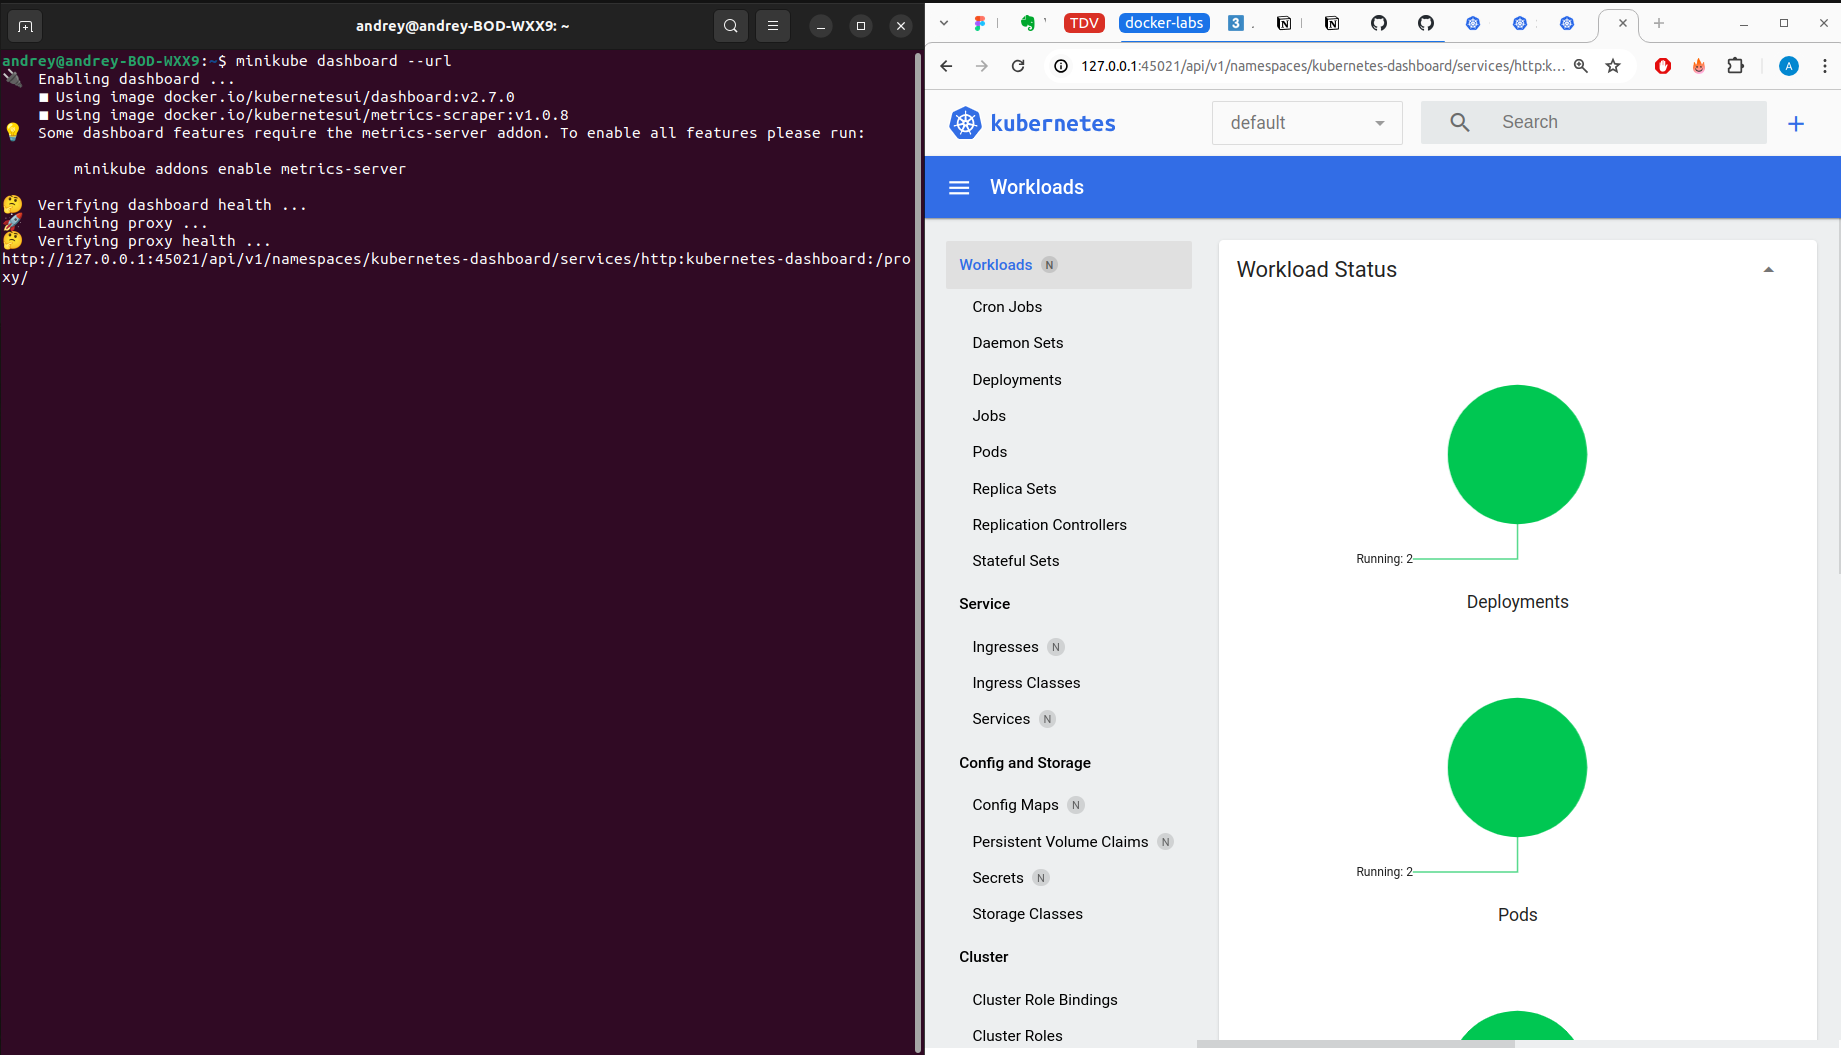 andrey@andrey-BOD-WXX9: ~
andrey@andrey-BOD-WXX9:~$ minikube dashboard --url
Enabling dashboard ...
■ Using image docker.io/kubernetesui/dashboard:v2.7.0
■ Using image docker.io/kubernetesui/metrics-scraper:v1.0.8
Some dashboard features require the metrics-server addon. To enable all features please run:
minikube addons enable metrics-server
Verifying dashboard health ...
Launching proxy ...
Verifying proxy health ...
http://127.0.0.1:45021/api/v1/namespaces/kubernetes-dashboard/services/http:kubernetes-dashboard:/pro
xy/
TDV
docker-labs
3
127.0.0.1:45021/api/v1/namespaces/kubernetes-dashboard/services/http:k...
A
kubernetes
default
Search
Workloads
Workloads N
Cron Jobs
Daemon Sets
Deployments
Jobs
Pods
Replica Sets
Replication Controllers
Stateful Sets
Service
Ingresses N
Ingress Classes
Services N
Config and Storage
Config Maps N
Persistent Volume Claims N
Secrets N
Storage Classes
Cluster
Cluster Role Bindings
Cluster Roles
Workload Status
Running: 2
Deployments
Running: 2
Pods